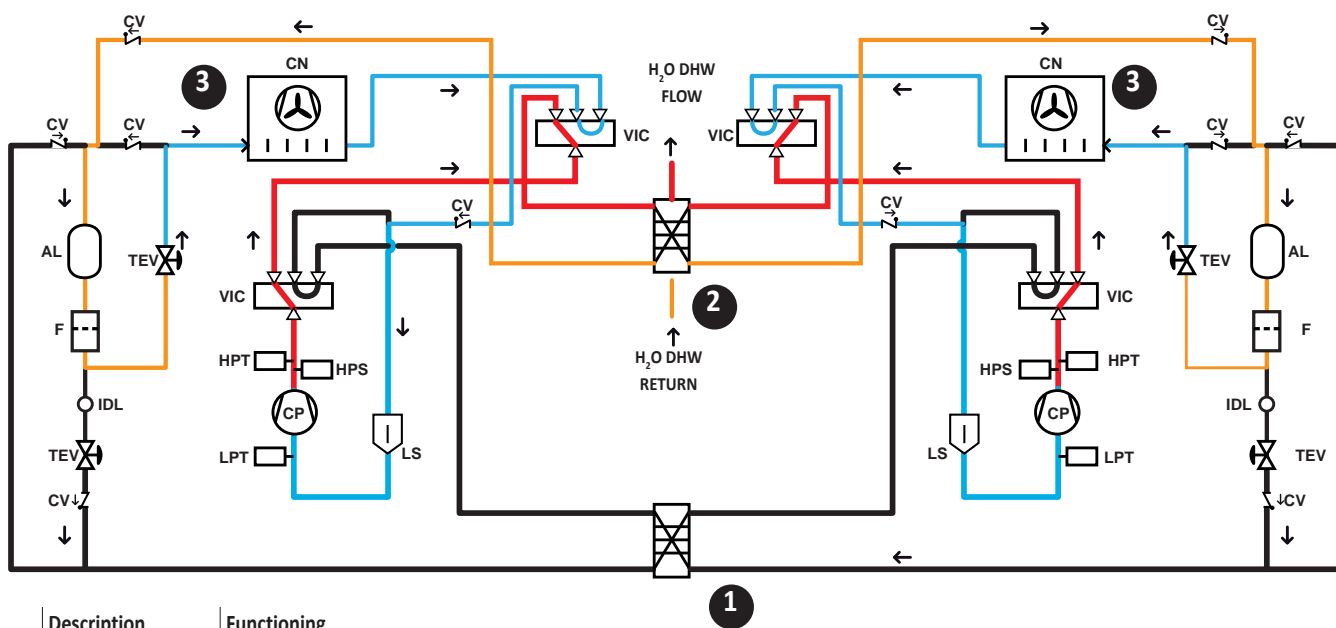 CV
CV
CN
3
H2O DHW
FLOW
CN
3
CV
CV
VIC
VIC
CV
CV
CV
CV
AL
TEV
TEV
AL
VIC
VIC
F
2
F
H2O DHW
RETURN
HPT
HPS
HPS
HPT
IDL
CP
CP
IDL
TEV
LPT
LS
LS
LPT
TEV
CV
CV
1
Description
Functioning